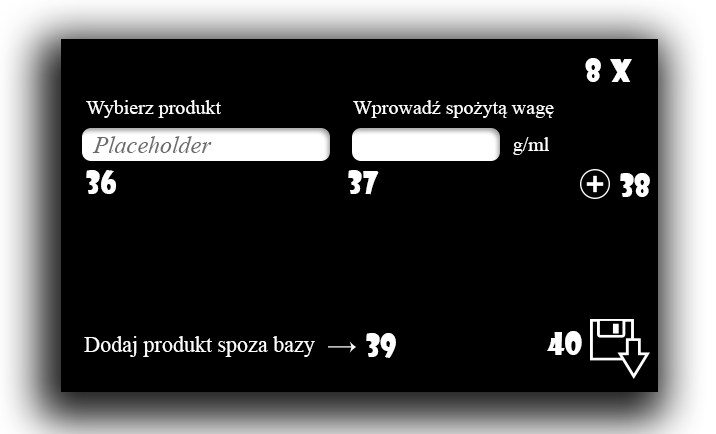 8 X
Wybierz produkt
Wprowadź spożytą wagę
Placeholder
g/ml
36
37
38
Dodaj produkt spoza bazy → 39
40